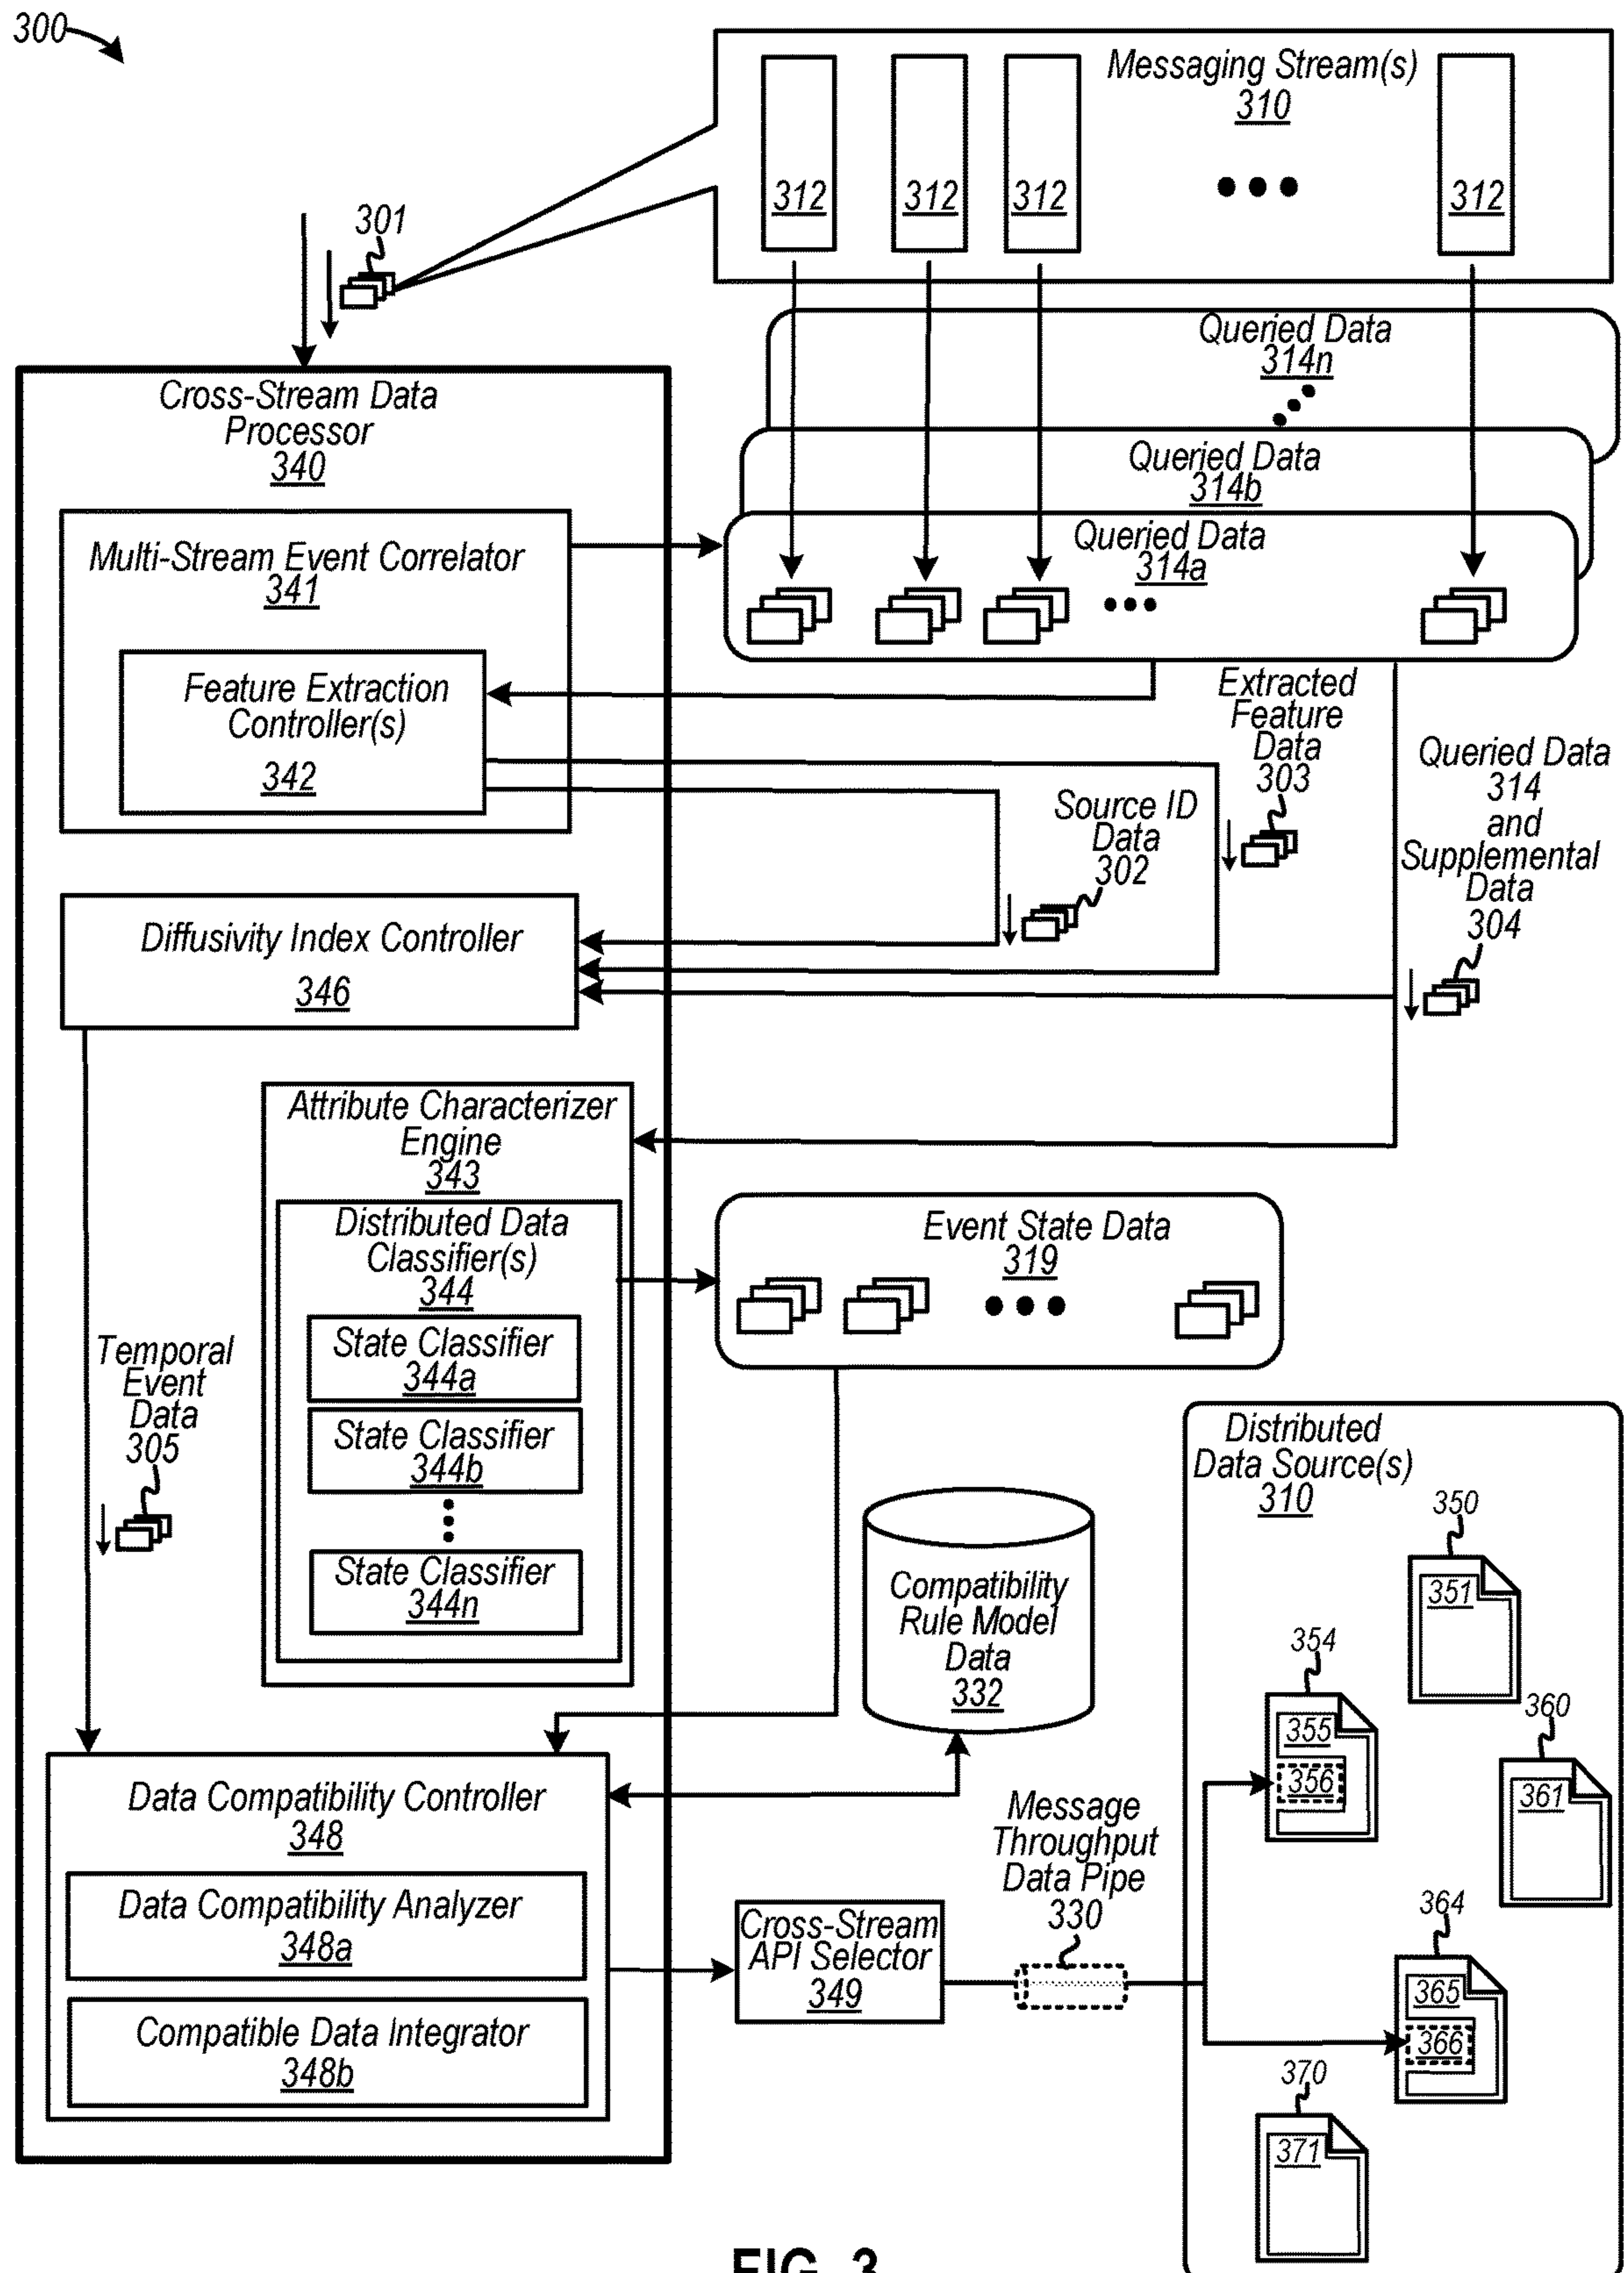 300
Messaging Stream(s)
310
312
312
312
312
301
Queried Data
314n
Cross-Stream Data
Processor
340
Queried Data
314b
Multi-Stream Event Correlator
341
Queried Data
314a
Feature Extraction
Controller(s)
342
Extracted
Feature
Data
303
Queried Data
314
and
Supplemental
Data
304
Source ID
Data
302
Diffusivity Index Controller
346
Attribute Characterizer
Engine
343
Distributed Data
Classifier(s)
344
State Classifier
344a
State Classifier
344b
State Classifier
344n
Event State Data
319
Temporal
Event
Data
305
Compatibility
Rule Model
Data
332
Distributed
Data Source(s)
310
350
351
354
355
356
360
361
364
365
366
370
371
Data Compatibility Controller
348
Data Compatibility Analyzer
348a
Compatible Data Integrator
348b
Cross-Stream
API Selector
349
Message
Throughput
Data Pipe
330
FIG. 3